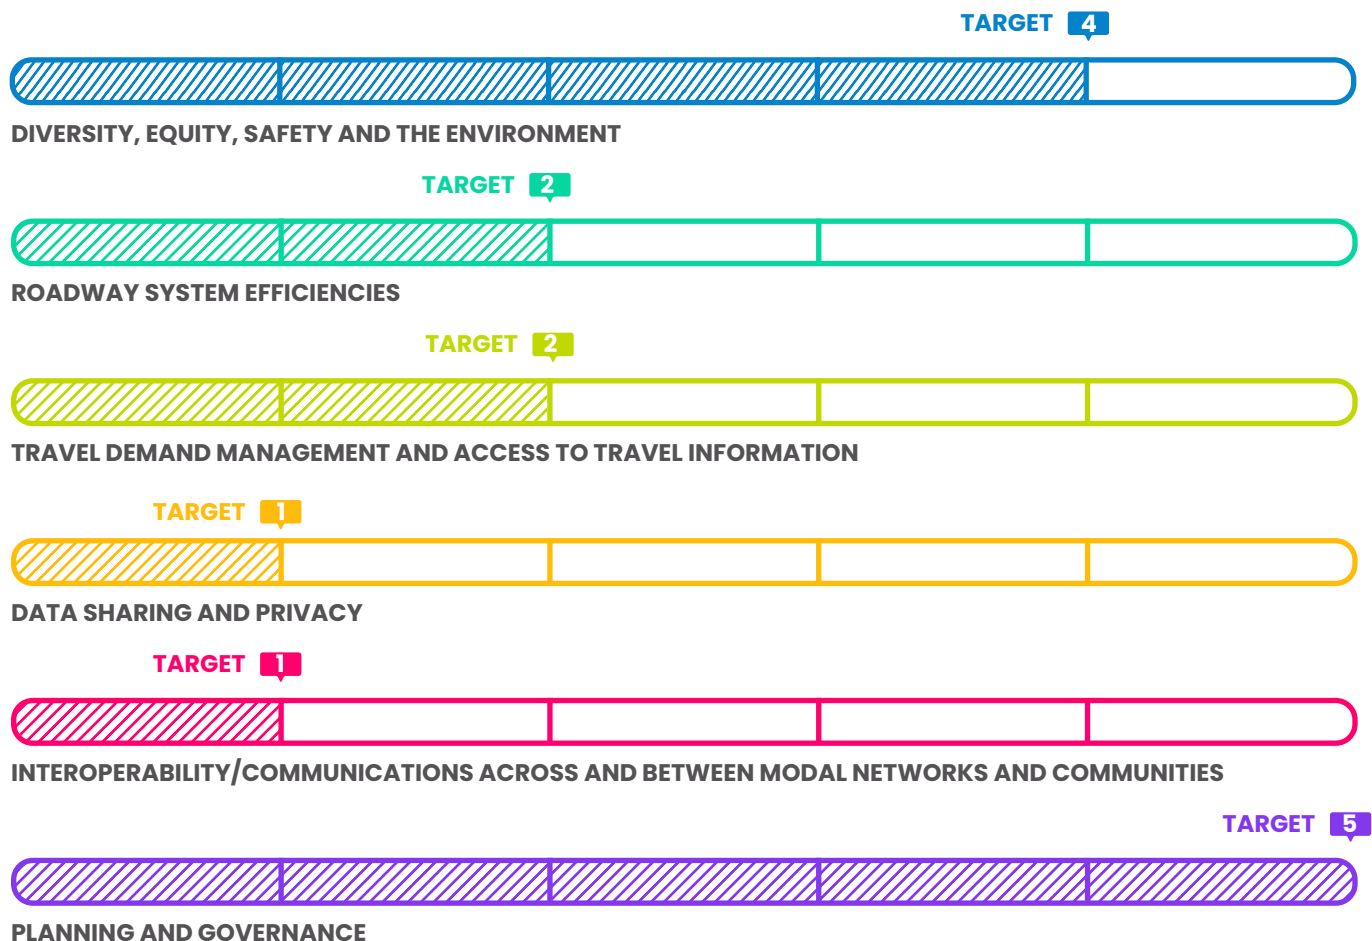 TARGET 4
DIVERSITY, EQUITY, SAFETY AND THE ENVIRONMENT
TARGET 2
ROADWAY SYSTEM EFFICIENCIES
TARGET 2
TRAVEL DEMAND MANAGEMENT AND ACCESS TO TRAVEL INFORMATION
TARGET 1
DATA SHARING AND PRIVACY
TARGET 1
INTEROPERABILITY/COMMUNICATIONS ACROSS AND BETWEEN MODAL NETWORKS AND COMMUNITIES
TARGET 5
PLANNING AND GOVERNANCE